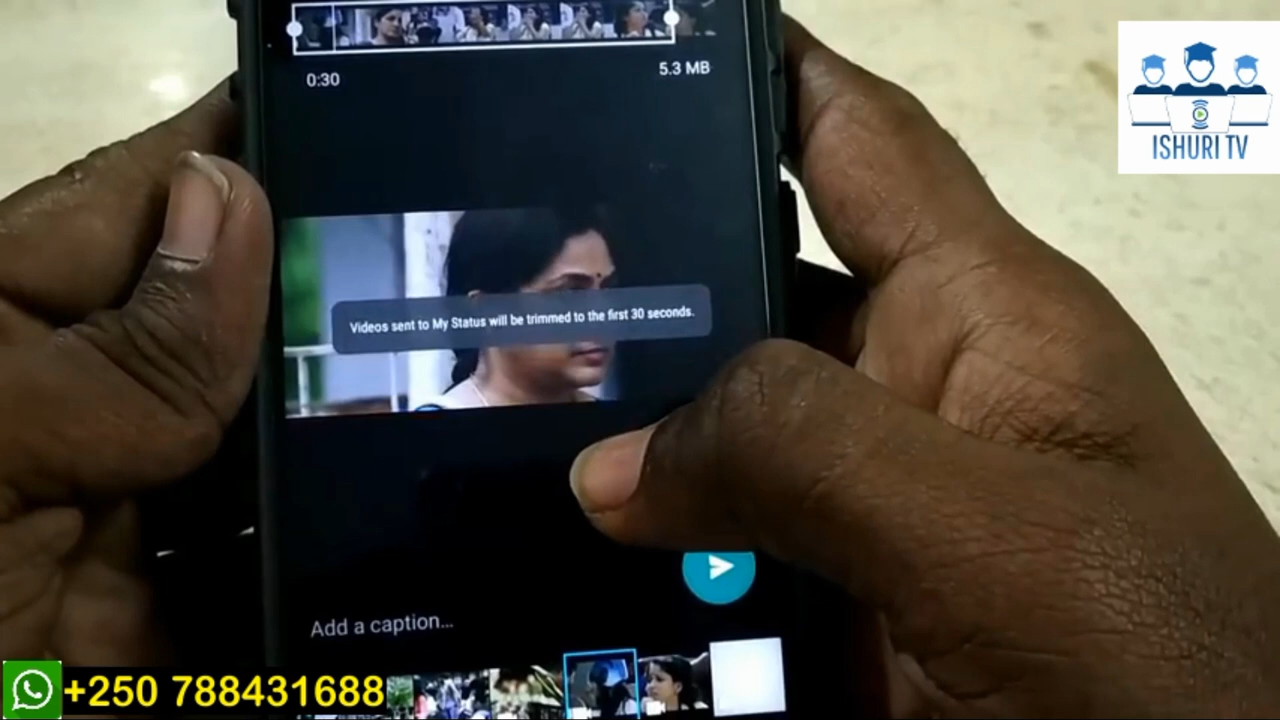 0:30
5.3 MB
ISHURI TV
Videos sent to My Status will be trimmed to the first 30 seconds.
Add a caption...
+250 788431688